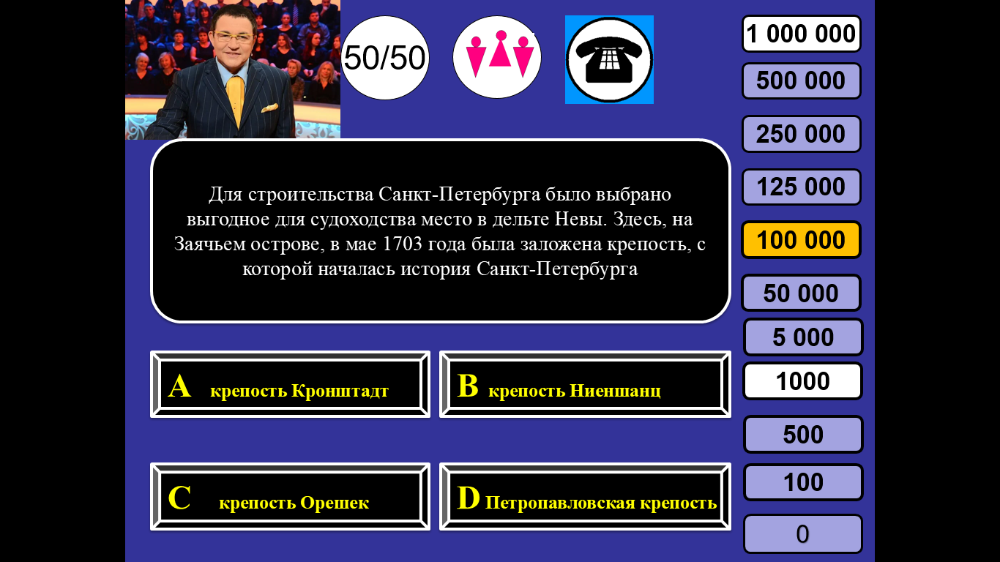 50/50
1 000 000
500 000
250 000
125 000
100 000
50 000
5 000
1000
500
100
0
Для строительства Санкт-Петербурга было выбрано
выгодное для судоходства место в дельте Невы. Здесь, на
Заячьем острове, в мае 1703 года была заложена крепость, с
которой началась история Санкт-Петербурга
A крепость Кронштадт
B крепость Ниеншанц
C крепость Орешек
D Петропавловская крепость